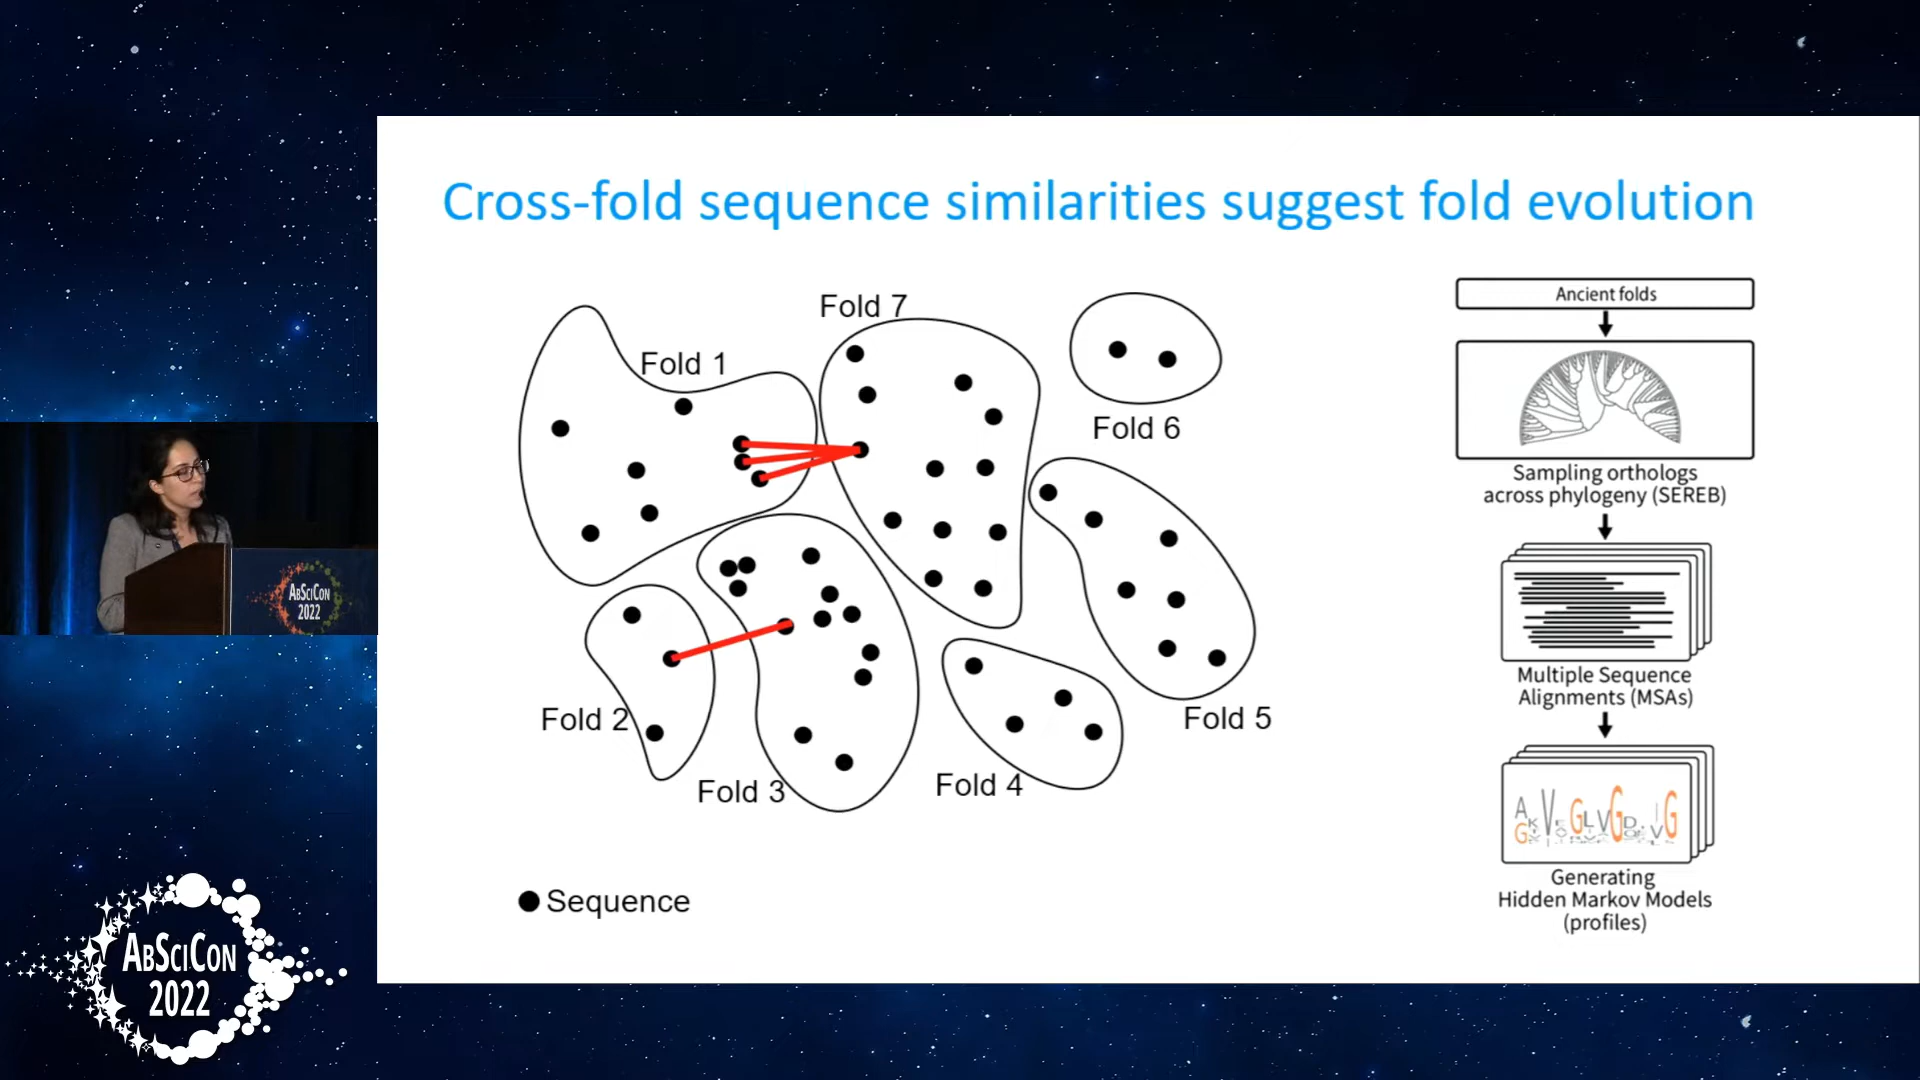 Cross-fold sequence similarities suggest fold evolution
Fold 7
Fold 1
Fold 6
Fold 2
Fold 3
Fold 4
Fold 5
Sequence
Ancient folds
Sampling orthologs
across phylogeny (SEREB)
Multiple Sequence
Alignments (MSAs)
Generating
Hidden Markov Models
(profiles)
ABSCICON
2022
ABSCICON
2022